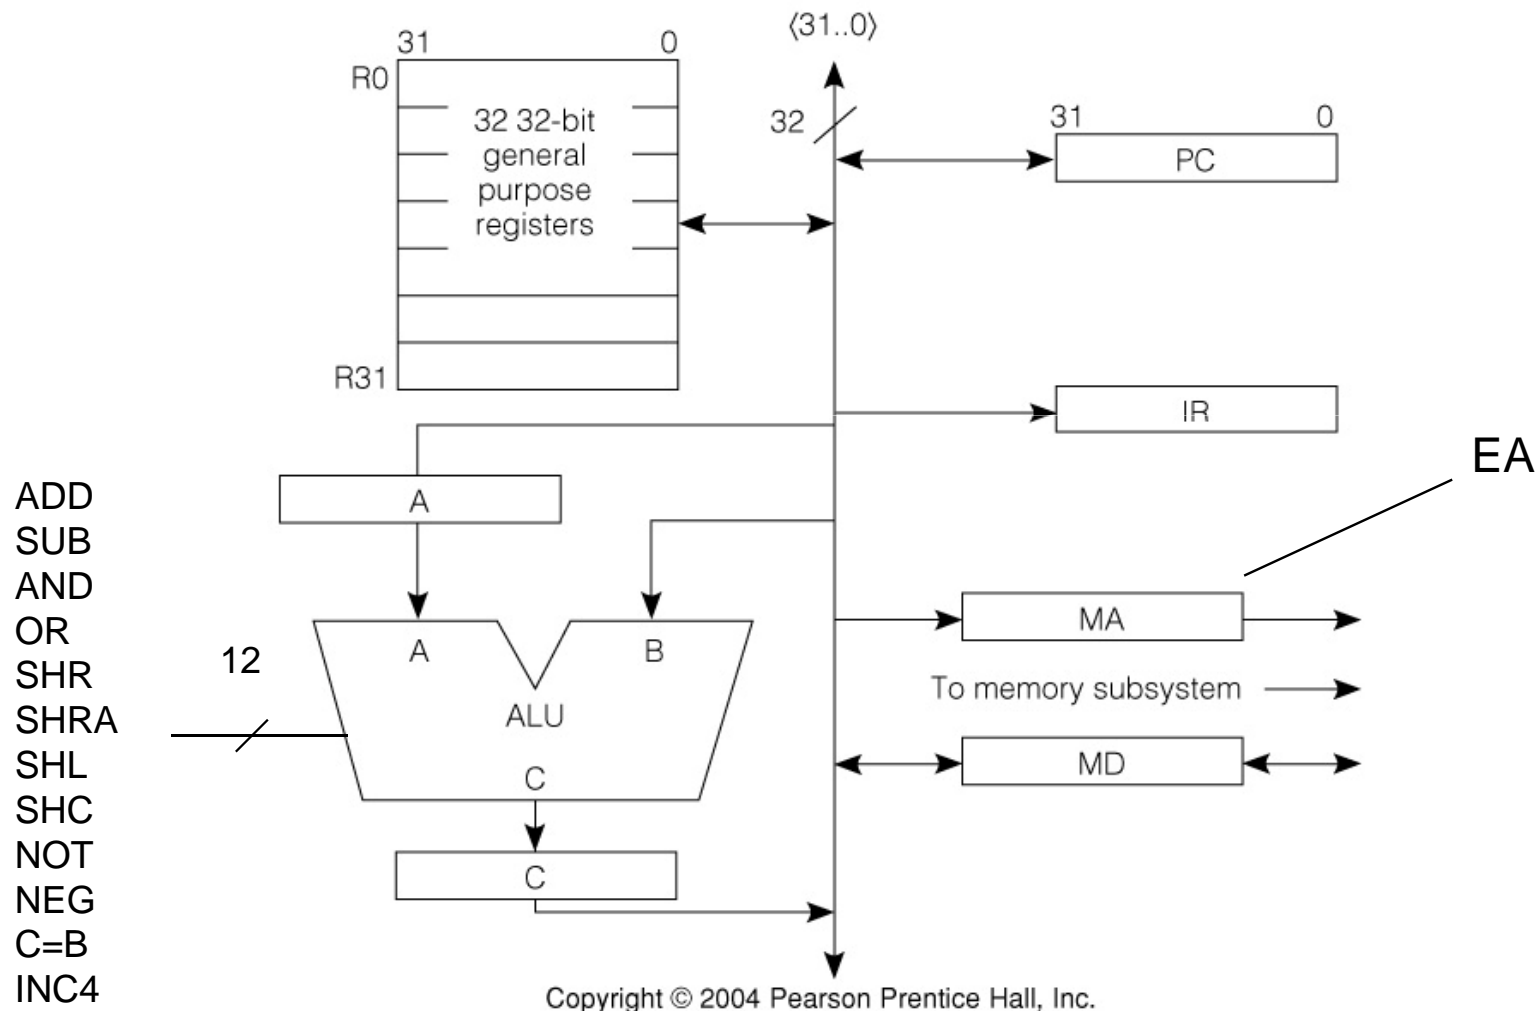 ⟨31..0⟩
31 0
R0
32 32-bit
general
purpose
registers
R31
32
31 0
PC
IR
EA
A
ADD
SUB
AND
OR
SHR
SHRA
SHL
SHC
NOT
NEG
C=B
INC4
12
A B
ALU
C
C
MA
To memory subsystem
MD
Copyright © 2004 Pearson Prentice Hall, Inc.